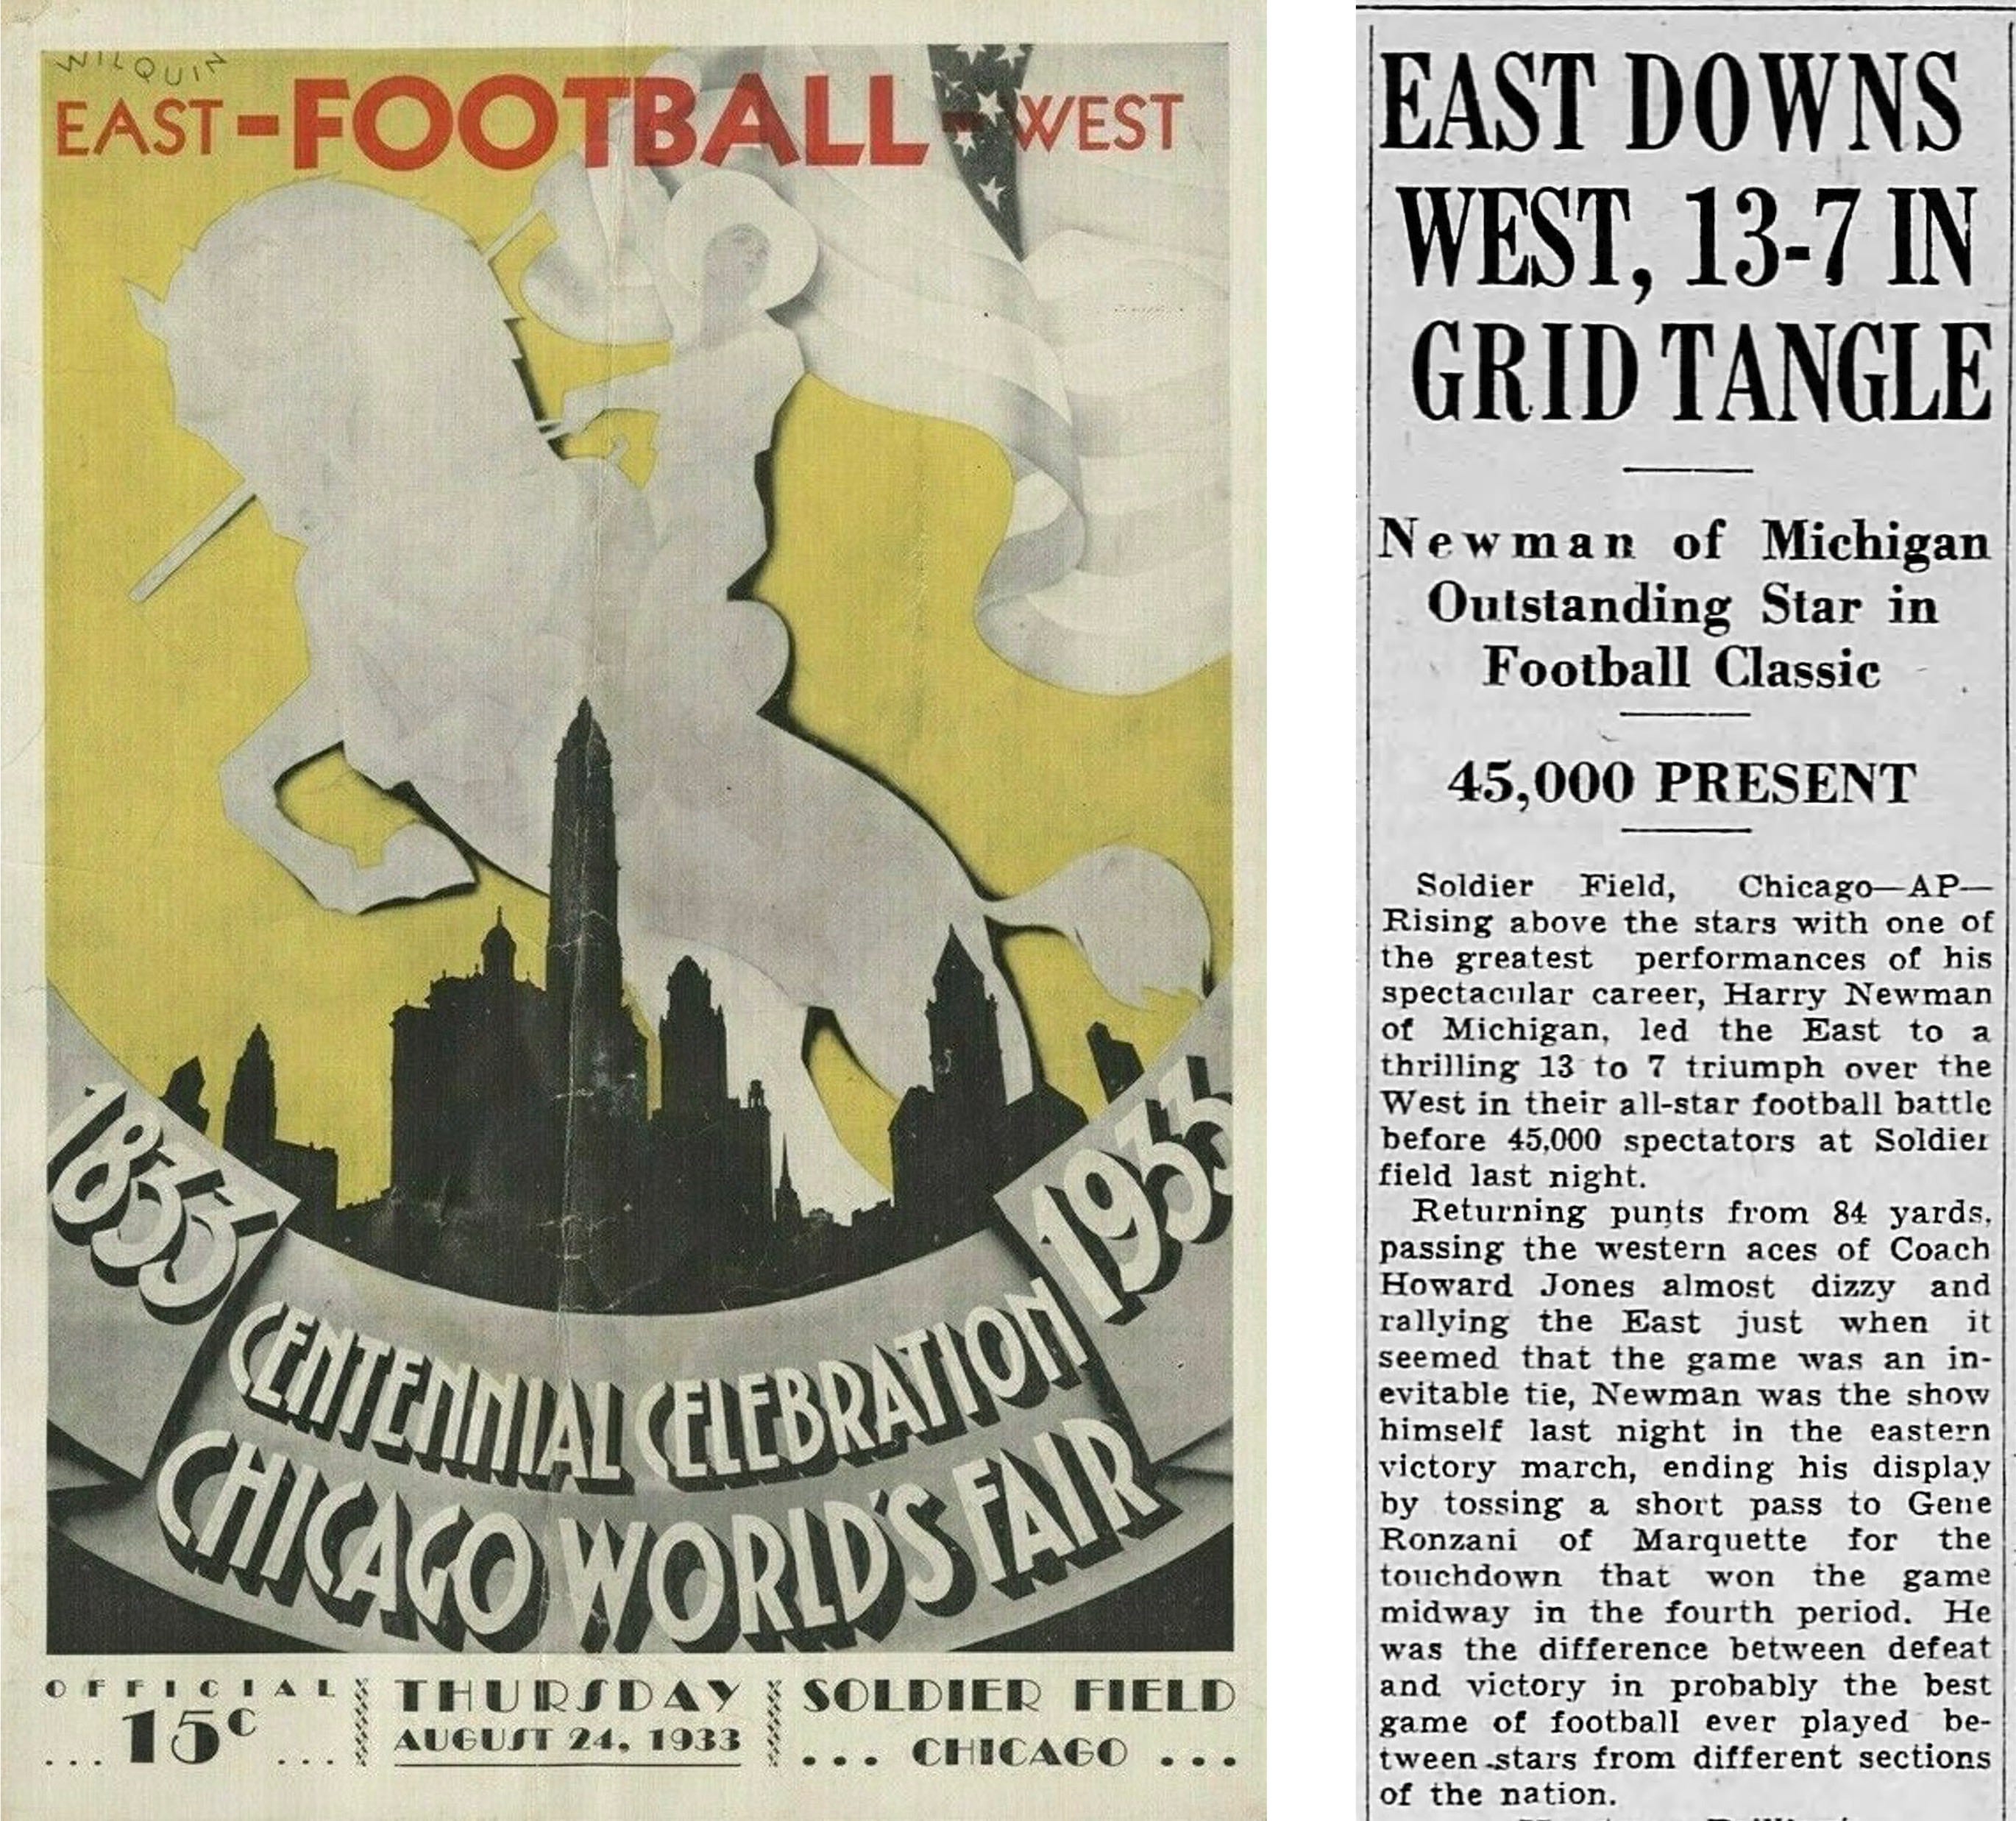 WILQUIN
EAST-FOOTBALL-WEST
1833
1933
CENTENNIAL CELEBRATION
CHICAGO WORLD'S FAIR
OFFICIAL
15c
THURSDAY
AUGUST 24, 1933
SOLDIER FIELD
... CHICAGO ...
EAST DOWNS
WEST, 13-7 IN
GRID TANGLE
Newman of Michigan
Outstanding Star in
Football Classic
45,000 PRESENT
Soldier Field, Chicago—AP—
Rising above the stars with one of
the greatest performances of his
spectacular career, Harry Newman
of Michigan, led the East to a
thrilling 13 to 7 triumph over the
West in their all-star football battle
before 45,000 spectators at Soldier
field last night.
Returning punts from 84 yards,
passing the western aces of Coach
Howard Jones almost dizzy and
rallying the East just when it
seemed that the game was an in-
evitable tie, Newman was the show
himself last night in the eastern
victory march, ending his display
by tossing a short pass to Gene
Ronzani of Marquette for the
touchdown that won the game
midway in the fourth period. He
was the difference between defeat
and victory in probably the best
game of football ever played be-
tween stars from different sections
of the nation.